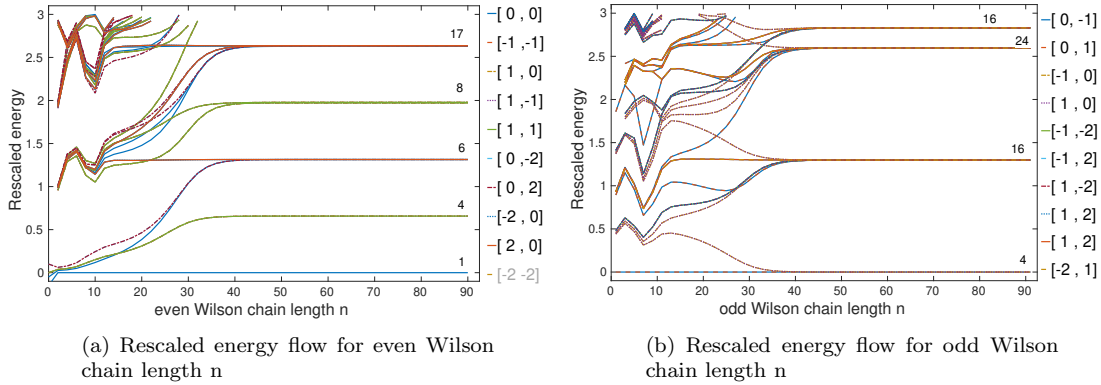 3
2.5
2
1.5
1
0.5
0
Rescaled energy
17
8
6
4
1
0 10 20 30 40 50 60 70 80 90
even Wilson chain length n
[ 0 , 0]
[-1 ,-1]
[ 1 , 0]
[ 1 ,-1]
[ 1 , 1]
[ 0 ,-2]
[ 0 , 2]
[-2 , 0]
[ 2 , 0]
[-2 -2]
(a) Rescaled energy flow for even Wilson
chain length n
3
2.5
2
1.5
1
0.5
0
Rescaled energy
16
24
16
4
0 10 20 30 40 50 60 70 80 90
odd Wilson chain length n
[ 0, -1]
[ 0, 1]
[-1, 0]
[ 1, 0]
[-1,-2]
[-1, 2]
[ 1,-2]
[ 1, 2]
[ 1, 2]
[-2, 1]
(b) Rescaled energy flow for odd Wilson
chain length n